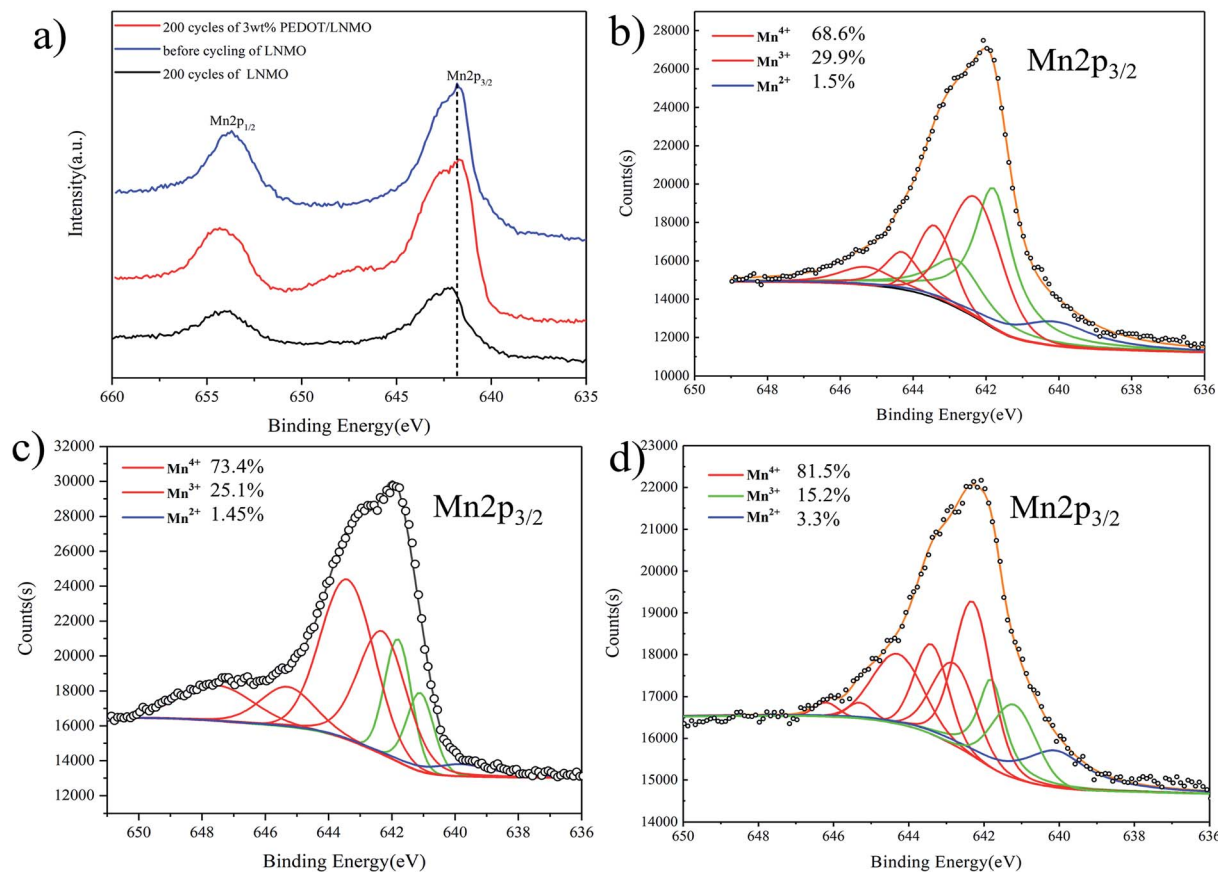 a)
200 cycles of 3wt% PEDOT/LNMO
before cycling of LNMO
200 cycles of LNMO
Mn2p1/2
Mn2p3/2
Intensity(a.u.)
660 655 650 645 640 635
Binding Energy(eV)
b)
Mn4+ 68.6%
Mn3+ 29.9%
Mn2+ 1.5%
Mn2p3/2
Counts(s)
28000
26000
24000
22000
20000
18000
16000
14000
12000
10000
650 648 646 644 642 640 638 636
Binding Energy(eV)
c)
Mn4+ 73.4%
Mn3+ 25.1%
Mn2+ 1.45%
Mn2p3/2
Counts(s)
32000
30000
28000
26000
24000
22000
20000
18000
16000
14000
12000
650 648 646 644 642 640 638 636
Binding Energy(eV)
d)
Mn4+ 81.5%
Mn3+ 15.2%
Mn2+ 3.3%
Mn2p3/2
Counts(s)
23000
22000
21000
20000
19000
18000
17000
16000
15000
14000
650 648 646 644 642 640 638 636
Binding Energy(eV)